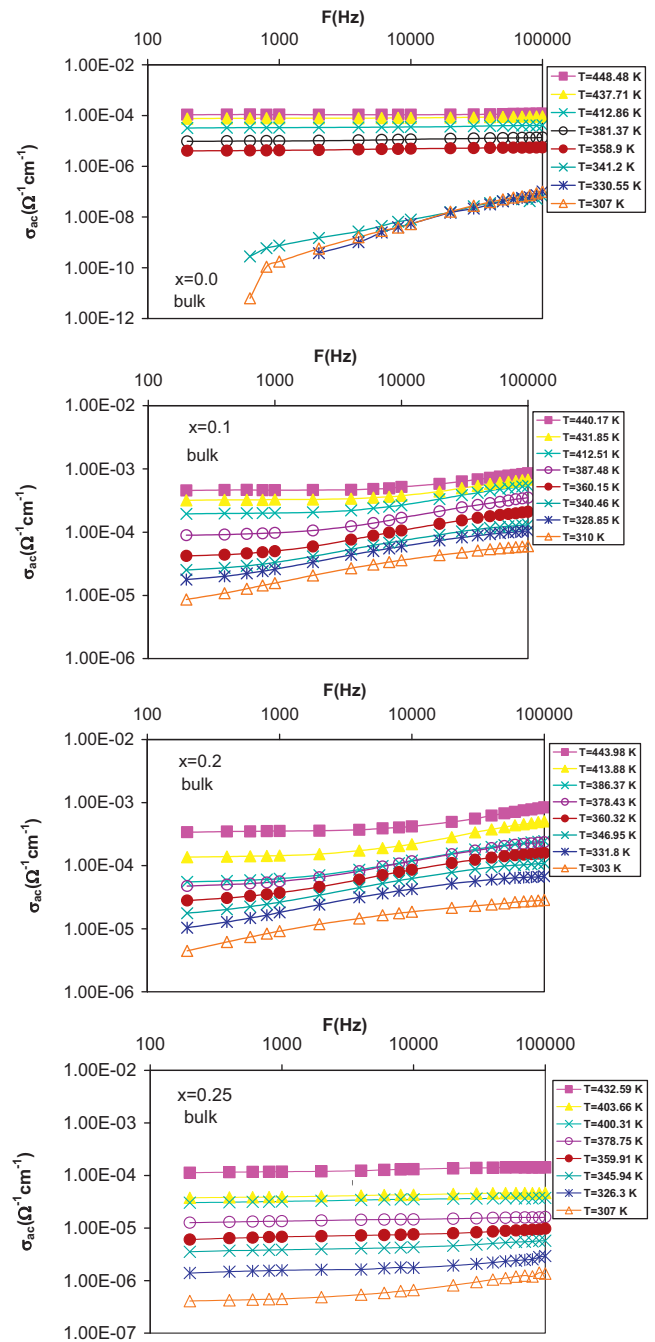 F(Hz)
100 1000 10000 100000
1.00E-02
1.00E-04
1.00E-06
1.00E-08
1.00E-10
1.00E-12
σac(Ω⁻¹cm⁻¹)
x=0.0
bulk
T=448.48 K
T=437.71 K
T=412.86 K
T=381.37 K
T=358.9 K
T=341.2 K
T=330.55 K
T=307 K
F(Hz)
100 1000 10000 100000
1.00E-02
1.00E-03
1.00E-04
1.00E-05
1.00E-06
σac(Ω⁻¹cm⁻¹)
x=0.1
bulk
T=440.17 K
T=431.85 K
T=412.51 K
T=387.48 K
T=360.15 K
T=340.46 K
T=328.85 K
T=310 K
F(Hz)
100 1000 10000 100000
1.00E-02
1.00E-03
1.00E-04
1.00E-05
1.00E-06
σac(Ω⁻¹cm⁻¹)
x=0.2
bulk
T=443.98 K
T=413.88 K
T=386.37 K
T=378.43 K
T=360.32 K
T=346.95 K
T=331.8 K
T=303 K
F(Hz)
100 1000 10000 100000
1.00E-02
1.00E-03
1.00E-04
1.00E-05
1.00E-06
1.00E-07
σac(Ω⁻¹cm⁻¹)
x=0.25
bulk
T=432.59 K
T=403.66 K
T=400.31 K
T=378.75 K
T=359.91 K
T=345.94 K
T=326.3 K
T=307 K